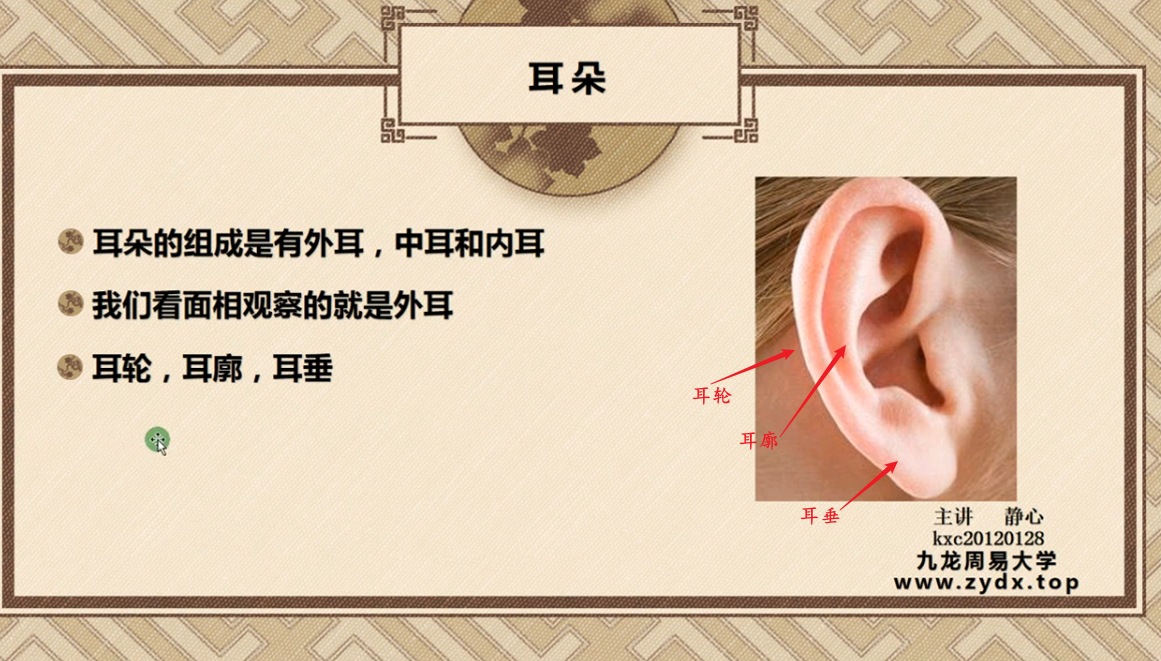 耳朵
耳朵的组成是有外耳，中耳和内耳
我们看面相观察的就是外耳
耳轮，耳廓，耳垂
耳轮
耳廓
耳垂
主讲 静心
kxc20120128
九龙周易大学
www.zydx.top